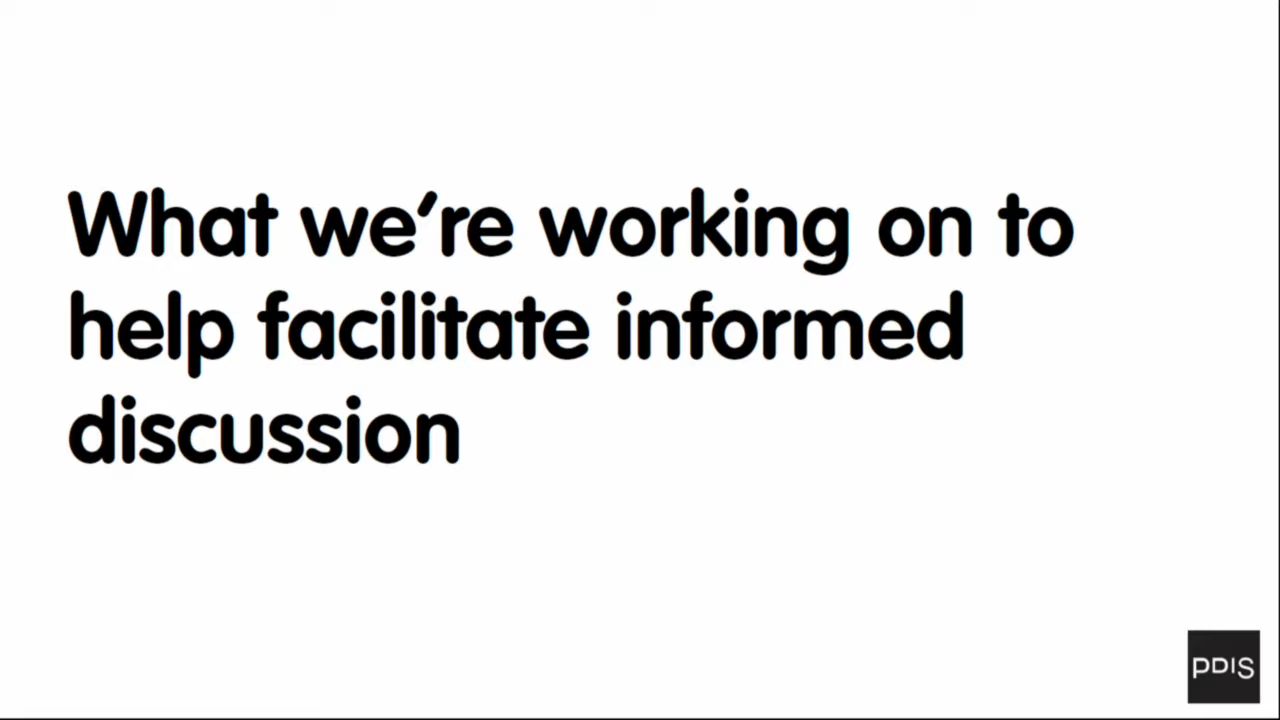 What we’re working on to
help facilitate informed
discussion
PDIS